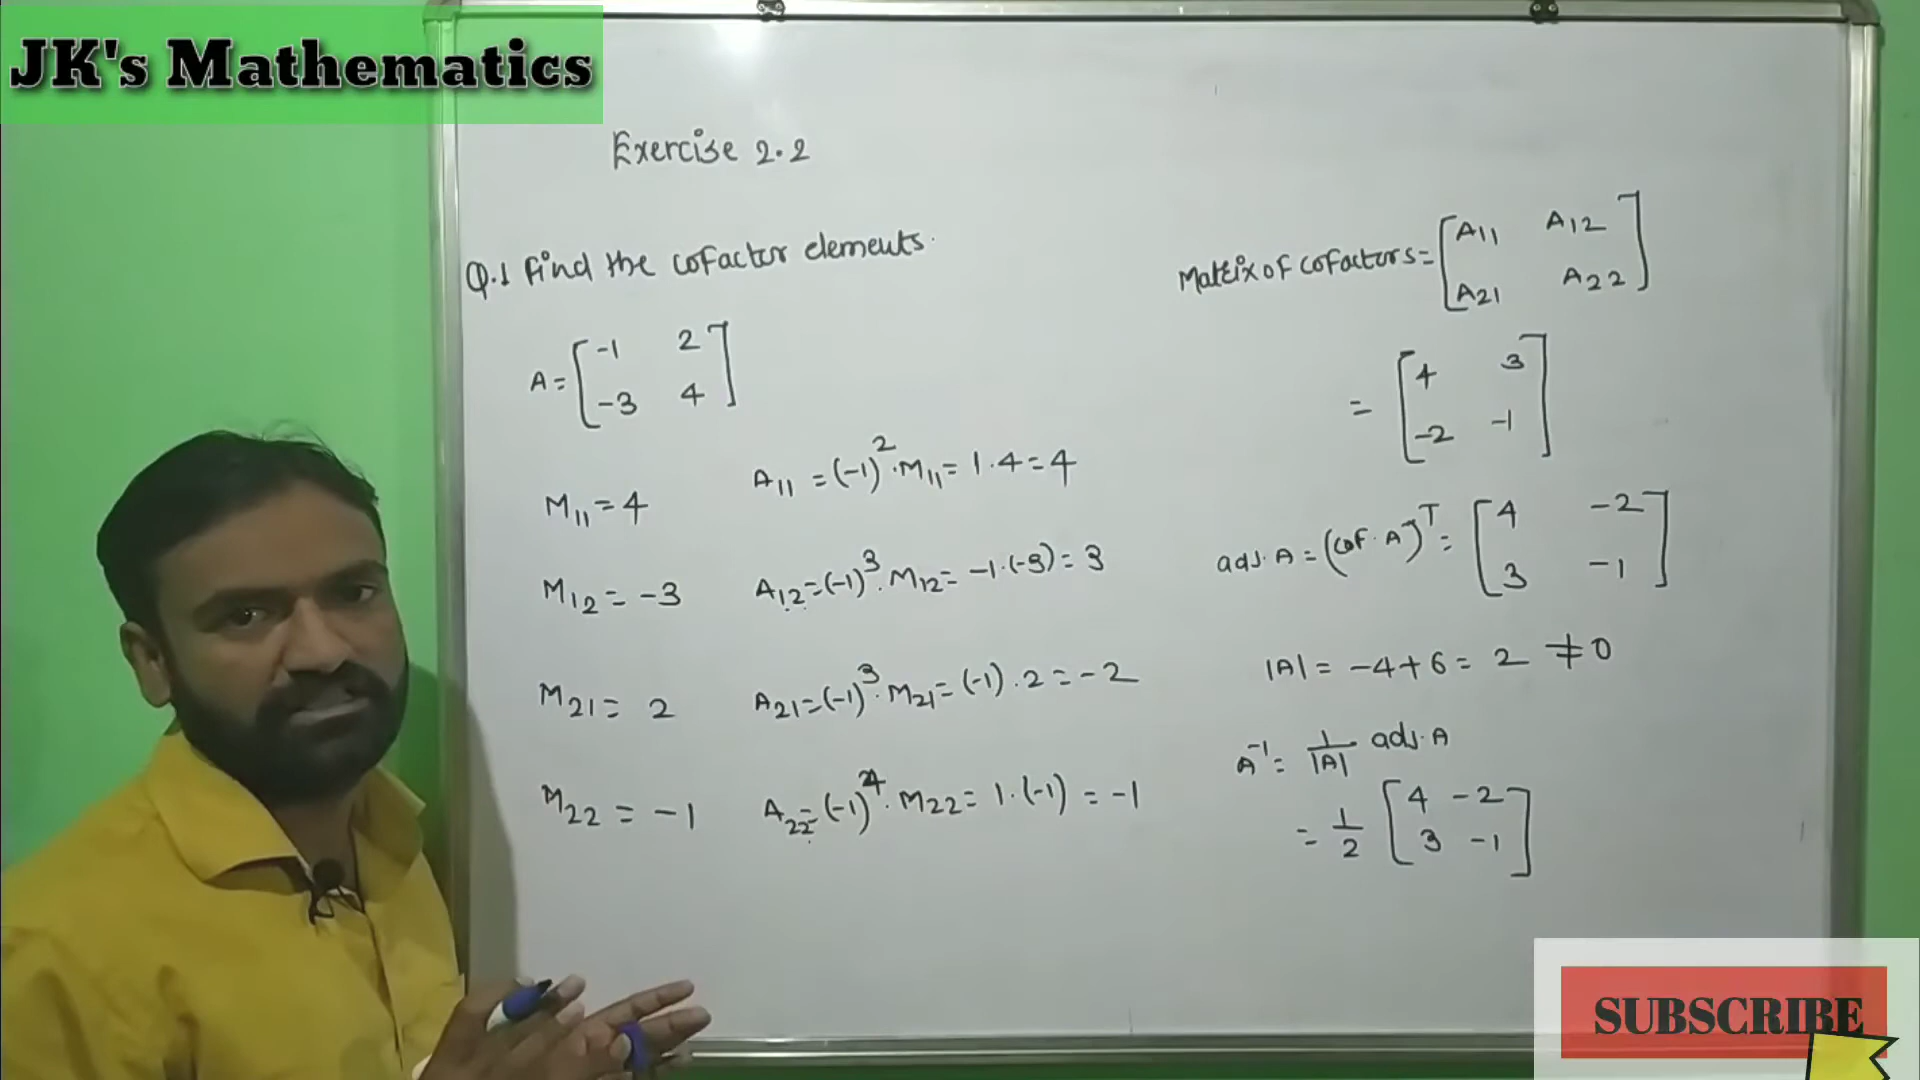 JK's Mathematics
Exercise 2.2
Q.1 Find the cofactor elements.
A = [ -1 2
-3 4 ]
M11 = 4
A11 = (-1)^2 . M11 = 1 . 4 = 4
M12 = -3
A12 = (-1)^3 . M12 = -1 . (-3) = 3
M21 = 2
A21 = (-1)^3 . M21 = (-1) . 2 = -2
M22 = -1
A22 = (-1)^4 . M22 = 1 . (-1) = -1
Matrix of cofactors = [ A11 A12
A21 A22 ]
= [ 4 3
-2 -1 ]
adj. A = (cof. A)^T = [ 4 -2
3 -1 ]
|A| = -4 + 6 = 2 ≠ 0
A^-1 = 1/|A| adj. A
= 1/2 [ 4 -2
3 -1 ]
SUBSCRIBE